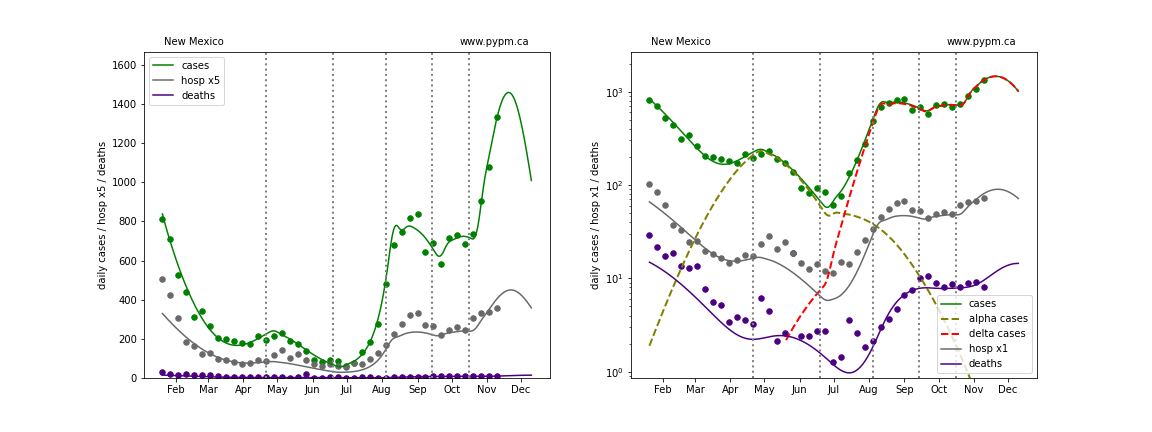 New Mexico www.pypm.ca
cases
hosp x5
deaths
daily cases / hosp x5 / deaths
1600
1400
1200
1000
800
600
400
200
0
Feb Mar Apr May Jun Jul Aug Sep Oct Nov Dec
New Mexico www.pypm.ca
daily cases / hosp x1 / deaths
10³
10²
10¹
10⁰
cases
alpha cases
delta cases
hosp x1
deaths
Feb Mar Apr May Jun Jul Aug Sep Oct Nov Dec